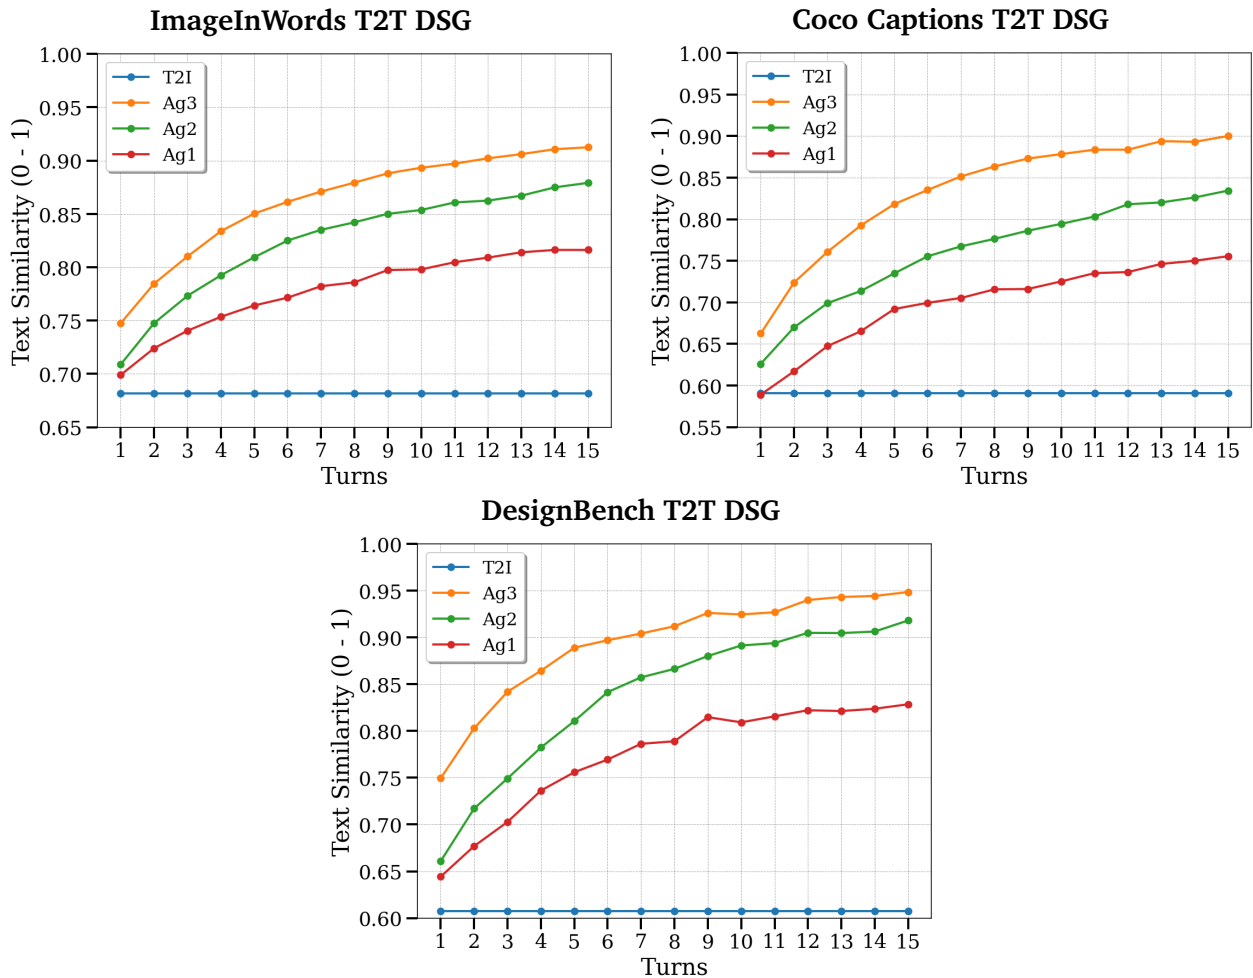 ImageInWords T2T DSG
Text Similarity (0 - 1)
1.00
0.95
0.90
0.85
0.80
0.75
0.70
0.65
T2I
Ag3
Ag2
Ag1
1 2 3 4 5 6 7 8 9 10 11 12 13 14 15
Turns
Coco Captions T2T DSG
Text Similarity (0 - 1)
1.00
0.95
0.90
0.85
0.80
0.75
0.70
0.65
0.60
0.55
T2I
Ag3
Ag2
Ag1
1 2 3 4 5 6 7 8 9 10 11 12 13 14 15
Turns
DesignBench T2T DSG
Text Similarity (0 - 1)
1.00
0.95
0.90
0.85
0.80
0.75
0.70
0.65
0.60
T2I
Ag3
Ag2
Ag1
1 2 3 4 5 6 7 8 9 10 11 12 13 14 15
Turns